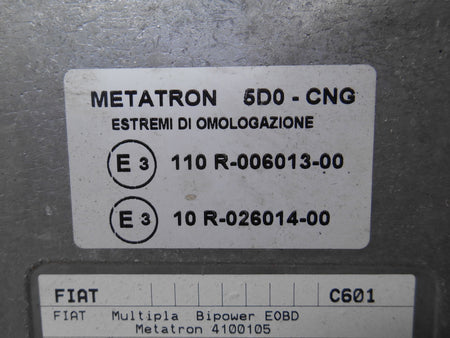 METATRON 5D0 - CNG
ESTREMI DI OMOLOGAZIONE
E 3 110 R-006013-00
E 3 10 R-026014-00
FIAT C601
FIAT Multipla Bipower EOBD
Metatron 4100105